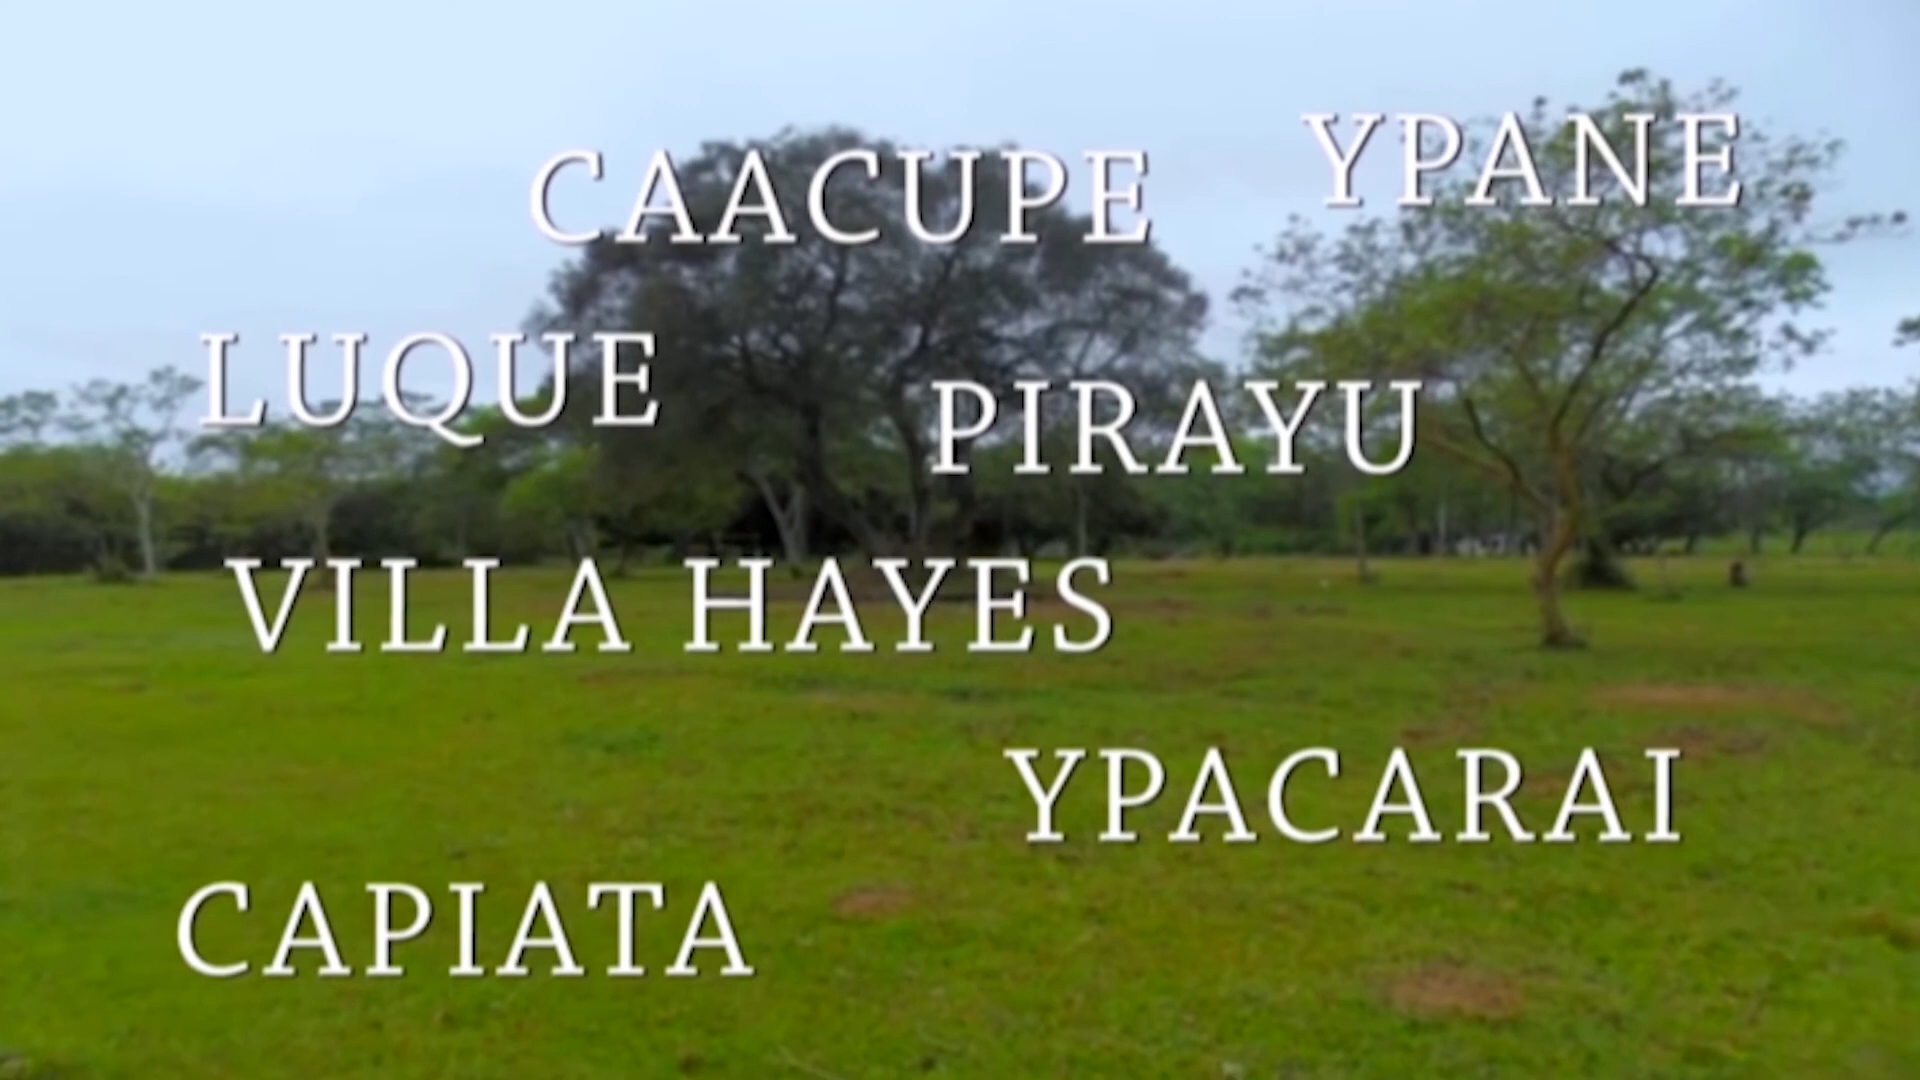 YPANE
CAACUPE
LUQUE
PIRAYU
VILLA HAYES
YPACARAI
CAPIATA